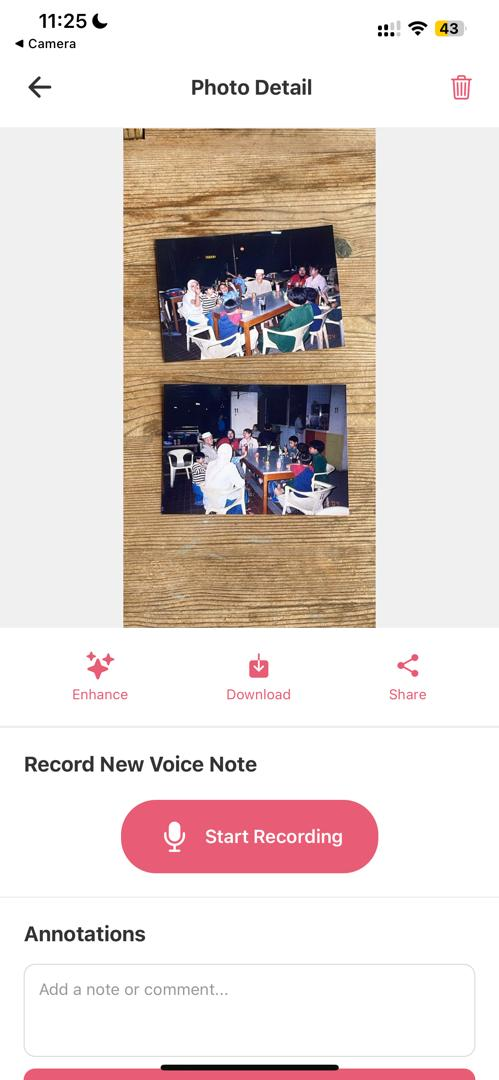 11:25
43
◀ Camera
Photo Detail
Enhance
Download
Share
Record New Voice Note
Start Recording
Annotations
Add a note or comment...